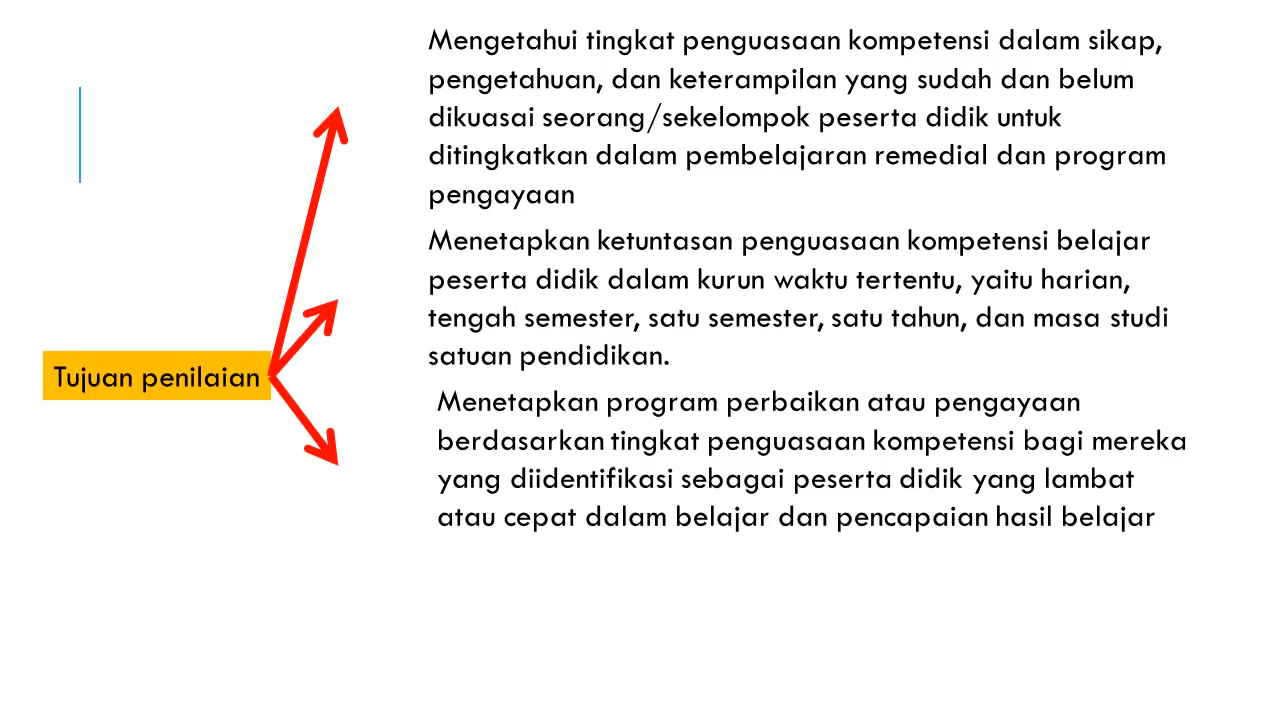 Mengetahui tingkat penguasaan kompetensi dalam sikap,
pengetahuan, dan keterampilan yang sudah dan belum
dikuasai seorang/sekelompok peserta didik untuk
ditingkatkan dalam pembelajaran remedial dan program
pengayaan
Menetapkan ketuntasan penguasaan kompetensi belajar
peserta didik dalam kurun waktu tertentu, yaitu harian,
tengah semester, satu semester, satu tahun, dan masa studi
satuan pendidikan.
Tujuan penilaian
Menetapkan program perbaikan atau pengayaan
berdasarkan tingkat penguasaan kompetensi bagi mereka
yang diidentifikasi sebagai peserta didik yang lambat
atau cepat dalam belajar dan pencapaian hasil belajar